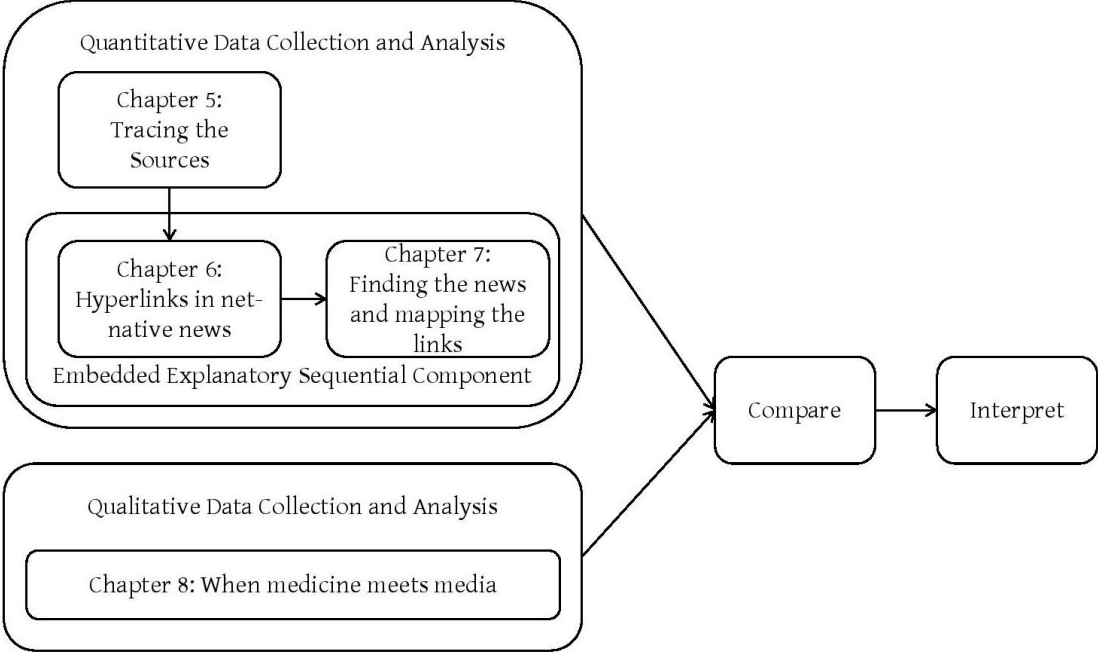 Quantitative Data Collection and Analysis
Chapter 5:
Tracing the
Sources
Chapter 6:
Hyperlinks in net-
native news
Chapter 7:
Finding the news
and mapping the
links
Embedded Explanatory Sequential Component
Compare
Interpret
Qualitative Data Collection and Analysis
Chapter 8: When medicine meets media